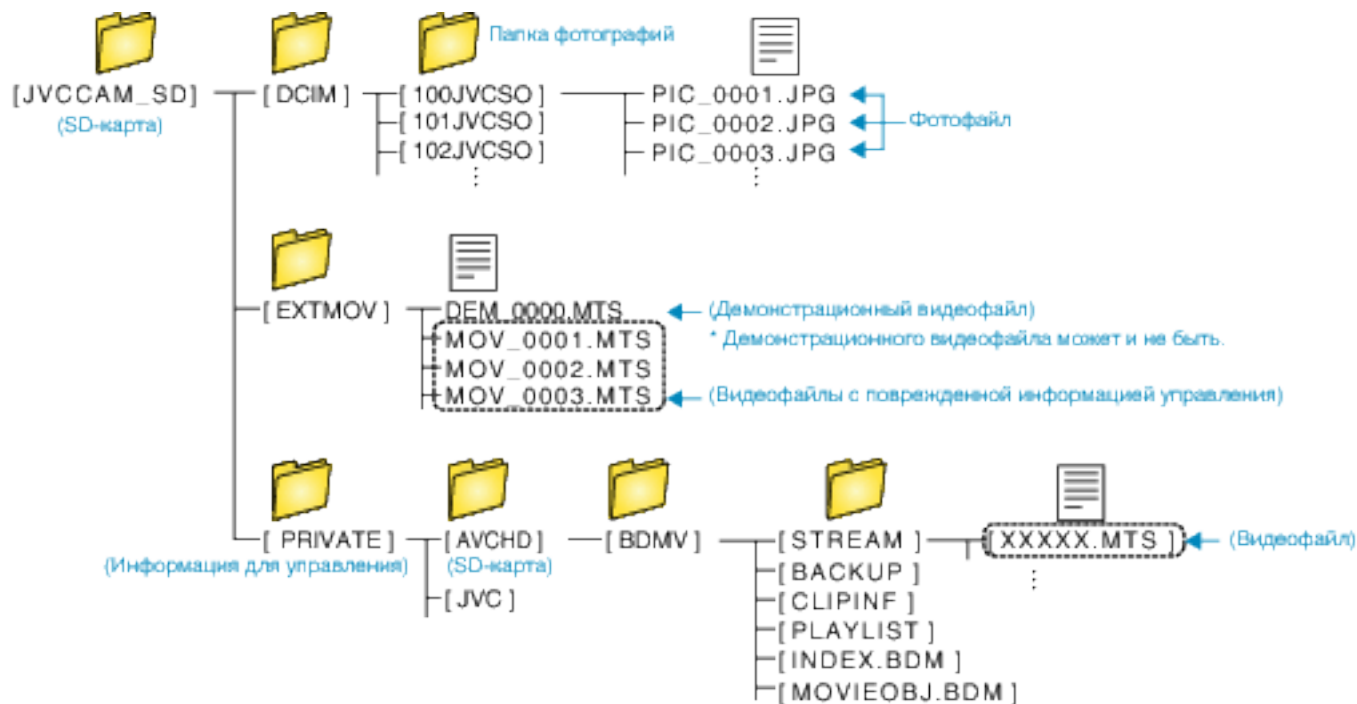 Папка фотографий
[JVCCAM_SD] [DCIM] [100JVCSO] PIC_0001.JPG
(SD-карта) [101JVCSO] PIC_0002.JPG Фотофайл
[102JVCSO] PIC_0003.JPG
[EXTMOV] DEM_0000.MTS (Демонстрационный видеофайл)
MOV_0001.MTS * Демонстрационного видеофайла может и не быть.
MOV_0002.MTS
MOV_0003.MTS (Видеофайлы с поврежденной информацией управления)
[PRIVATE] [AVCHD] [BDMV] [STREAM] [XXXXX.MTS] (Видеофайл)
(Информация для управления) (SD-карта) [BACKUP]
[JVC] [CLIPINF]
[PLAYLIST]
[INDEX.BDM]
[MOVIEOBJ.BDM]